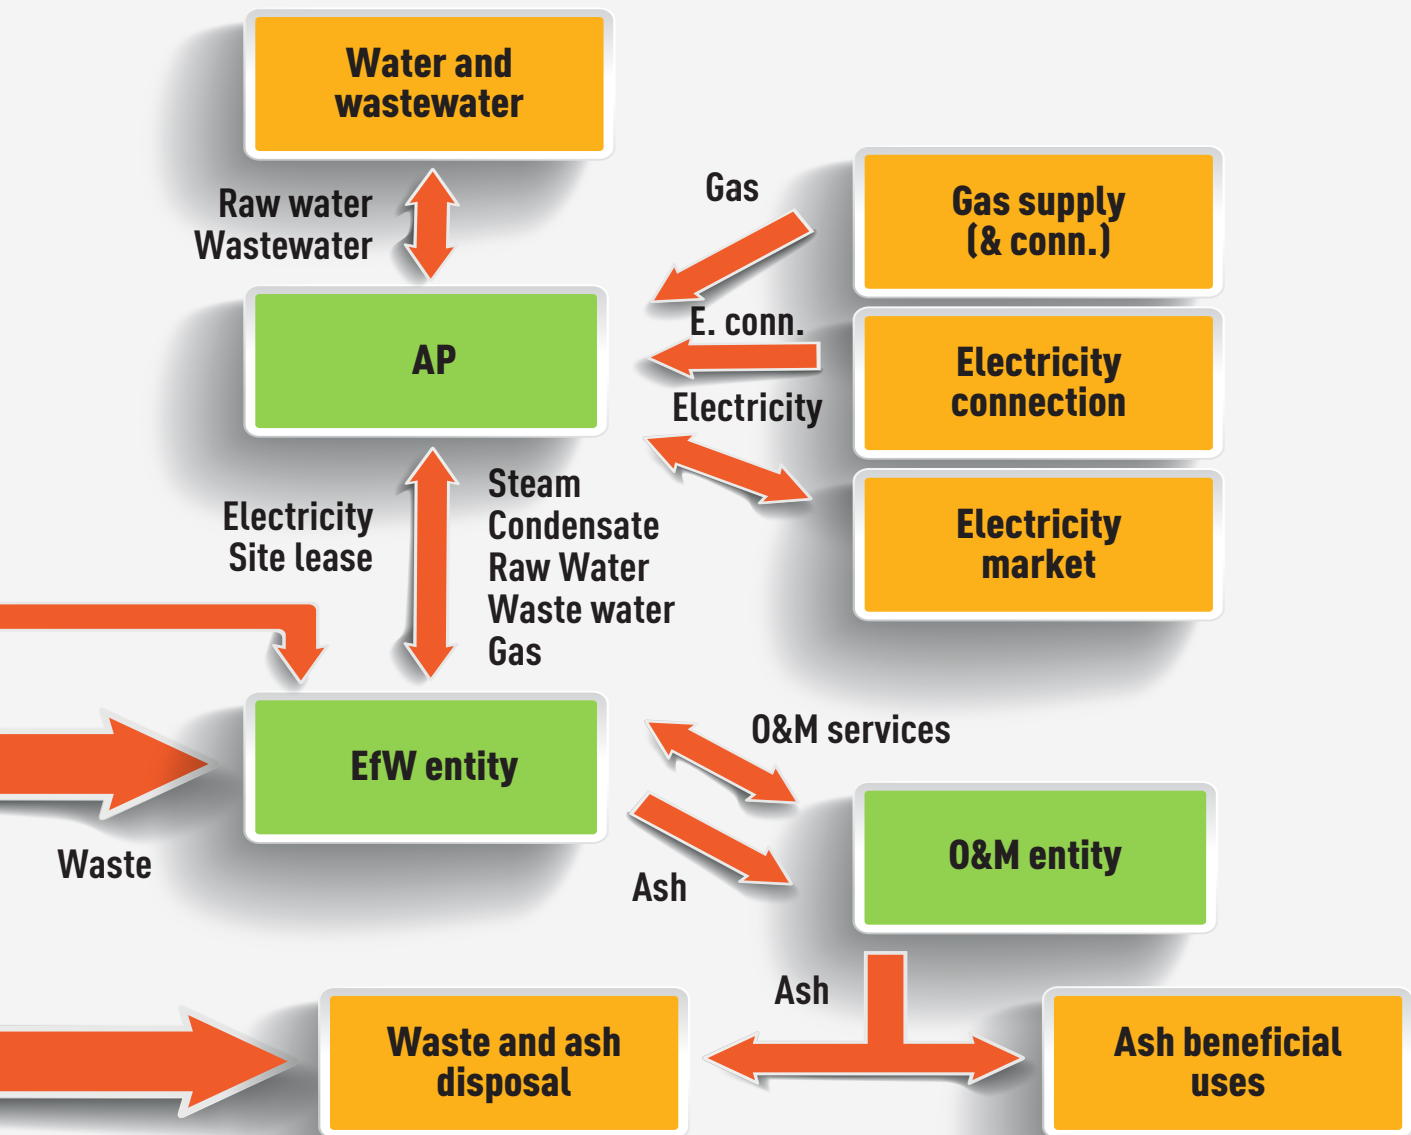 Water and
wastewater
Raw water
Wastewater
Gas
Gas supply
(& conn.)
E. conn.
AP
Electricity
connection
Electricity
Electricity
market
Electricity
Site lease
Steam
Condensate
Raw Water
Waste water
Gas
O&M services
EfW entity
Waste
Ash
O&M entity
Ash
Waste and ash
disposal
Ash beneficial
uses